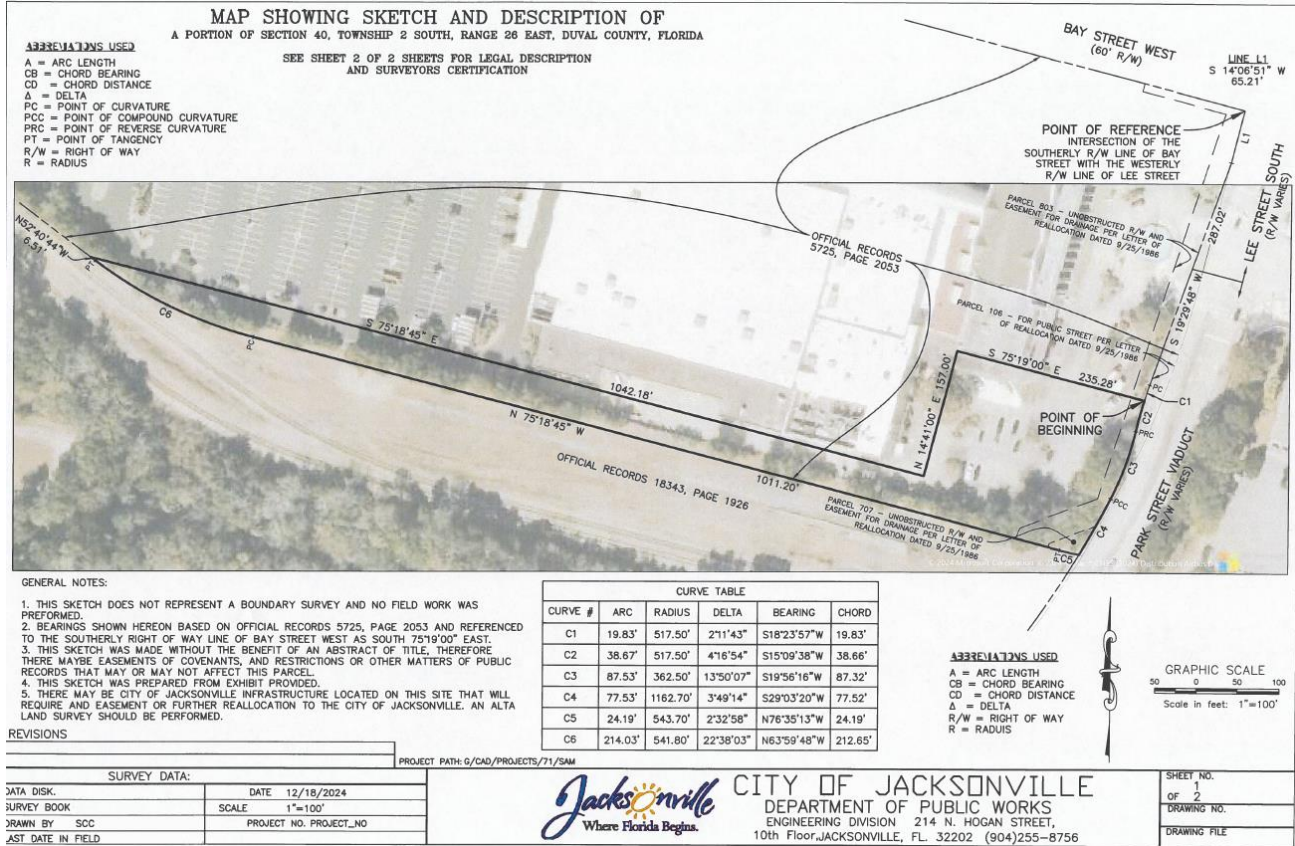 MAP SHOWING SKETCH AND DESCRIPTION OF
A PORTION OF SECTION 40, TOWNSHIP 2 SOUTH, RANGE 26 EAST, DUVAL COUNTY, FLORIDA
SEE SHEET 2 OF 2 SHEETS FOR LEGAL DESCRIPTION
AND SURVEYORS CERTIFICATION
ABBREVIATIONS USED
A = ARC LENGTH
CB = CHORD BEARING
CD = CHORD DISTANCE
Δ = DELTA
PC = POINT OF CURVATURE
PCC = POINT OF COMPOUND CURVATURE
PRC = POINT OF REVERSE CURVATURE
PT = POINT OF TANGENCY
R/W = RIGHT OF WAY
R = RADIUS
BAY STREET WEST
(60' R/W)
LINE L1
S 14°06'51" W
65.21'
POINT OF REFERENCE
INTERSECTION OF THE
SOUTHERLY R/W LINE OF BAY
STREET WITH THE WESTERLY
R/W LINE OF LEE STREET
L1
LEE STREET SOUTH
(R/W VARIES)
287.02'
S 19°29'48" W
PARCEL 803 - UNOBSTRUCTED R/W AND
EASEMENT FOR DRAINAGE PER LETTER OF
REALLOCATION DATED 9/25/1986
OFFICIAL RECORDS
5725, PAGE 2053
PARCEL 106 - FOR PUBLIC STREET PER LETTER
OF REALLOCATION DATED 9/25/1986
N52°40'44"W
6.51'
PT
C6
PC
S 75°18'45" E
1042.18'
N 75°18'45" W
1011.20'
OFFICIAL RECORDS 18343, PAGE 1926
N 14°41'00" E 157.00'
S 75°19'00" E 235.28'
PC
C1
POINT OF
BEGINNING
C2
PRC
C3
PCC
C4
PARK STREET VIADUCT
(R/W VARIES)
PARCEL 707 - UNOBSTRUCTED R/W AND
EASEMENT FOR DRAINAGE PER LETTER OF
REALLOCATION DATED 9/25/1986
PT
C5
GENERAL NOTES:
1. THIS SKETCH DOES NOT REPRESENT A BOUNDARY SURVEY AND NO FIELD WORK WAS
PREFORMED.
2. BEARINGS SHOWN HEREON BASED ON OFFICIAL RECORDS 5725, PAGE 2053 AND REFERENCED
TO THE SOUTHERLY RIGHT OF WAY LINE OF BAY STREET WEST AS SOUTH 75°19'00" EAST.
3. THIS SKETCH WAS MADE WITHOUT THE BENEFIT OF AN ABSTRACT OF TITLE, THEREFORE
THERE MAYBE EASEMENTS OF COVENANTS, AND RESTRICTIONS OR OTHER MATTERS OF PUBLIC
RECORDS THAT MAY OR MAY NOT AFFECT THIS PARCEL.
4. THIS SKETCH WAS PREPARED FROM EXHIBIT PROVIDED.
5. THERE MAY BE CITY OF JACKSONVILLE INFRASTRUCTURE LOCATED ON THIS SITE THAT WILL
REQUIRE AND EASEMENT OR FURTHER REALLOCATION TO THE CITY OF JACKSONVILLE. AN ALTA
LAND SURVEY SHOULD BE PERFORMED.
CURVE TABLE
CURVE # ARC RADIUS DELTA BEARING CHORD
C1 19.83' 517.50' 2°11'43" S18°23'57"W 19.83'
C2 38.67' 517.50' 4°16'54" S15°09'38"W 38.66'
C3 87.53' 362.50' 13°50'07" S19°56'16"W 87.32'
C4 77.53' 1162.70' 3°49'14" S29°03'20"W 77.52'
C5 24.19' 543.70' 2°32'58" N76°35'13"W 24.19'
C6 214.03' 541.80' 22°38'03" N63°59'48"W 212.65'
ABBREVIATIONS USED
A = ARC LENGTH
CB = CHORD BEARING
CD = CHORD DISTANCE
Δ = DELTA
R/W = RIGHT OF WAY
R = RADUIS
GRAPHIC SCALE
50 0 50 100
Scale in feet: 1"=100'
REVISIONS
PROJECT PATH: G/CAD/PROJECTS/71/SAM
SURVEY DATA:
DATA DISK.
SURVEY BOOK
DRAWN BY SCC
LAST DATE IN FIELD
DATE 12/18/2024
SCALE 1"=100'
PROJECT NO. PROJECT_NO
Jacksonville
Where Florida Begins.
CITY OF JACKSONVILLE
DEPARTMENT OF PUBLIC WORKS
ENGINEERING DIVISION 214 N. HOGAN STREET,
10th Floor,JACKSONVILLE, FL. 32202 (904)255-8756
SHEET NO.
1
OF 2
DRAWING NO.
DRAWING FILE